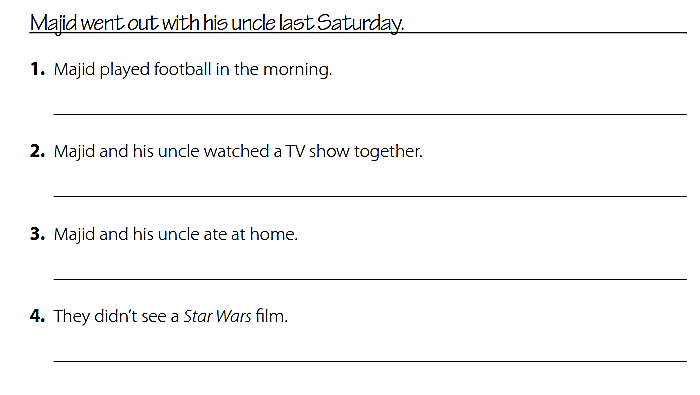 Majid went out with his uncle last Saturday.
1. Majid played football in the morning.
2. Majid and his uncle watched a TV show together.
3. Majid and his uncle ate at home.
4. They didn't see a Star Wars film.